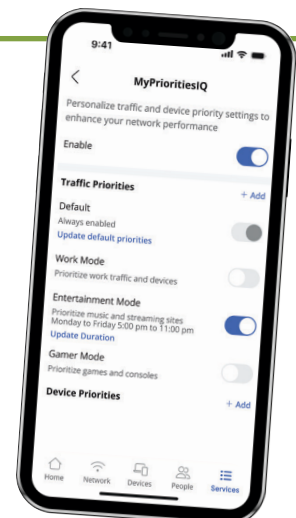 9:41
MyPrioritiesIQ
Personalize traffic and device priority settings to
enhance your network performance
Enable
Traffic Priorities
+ Add
Default
Always enabled
Update default priorities
Work Mode
Prioritize work traffic and devices
Entertainment Mode
Prioritize music and streaming sites
Monday to Friday 5:00 pm to 11:00 pm
Update Duration
Gamer Mode
Prioritize games and consoles
Device Priorities
+ Add
Home
Network
Devices
People
Services